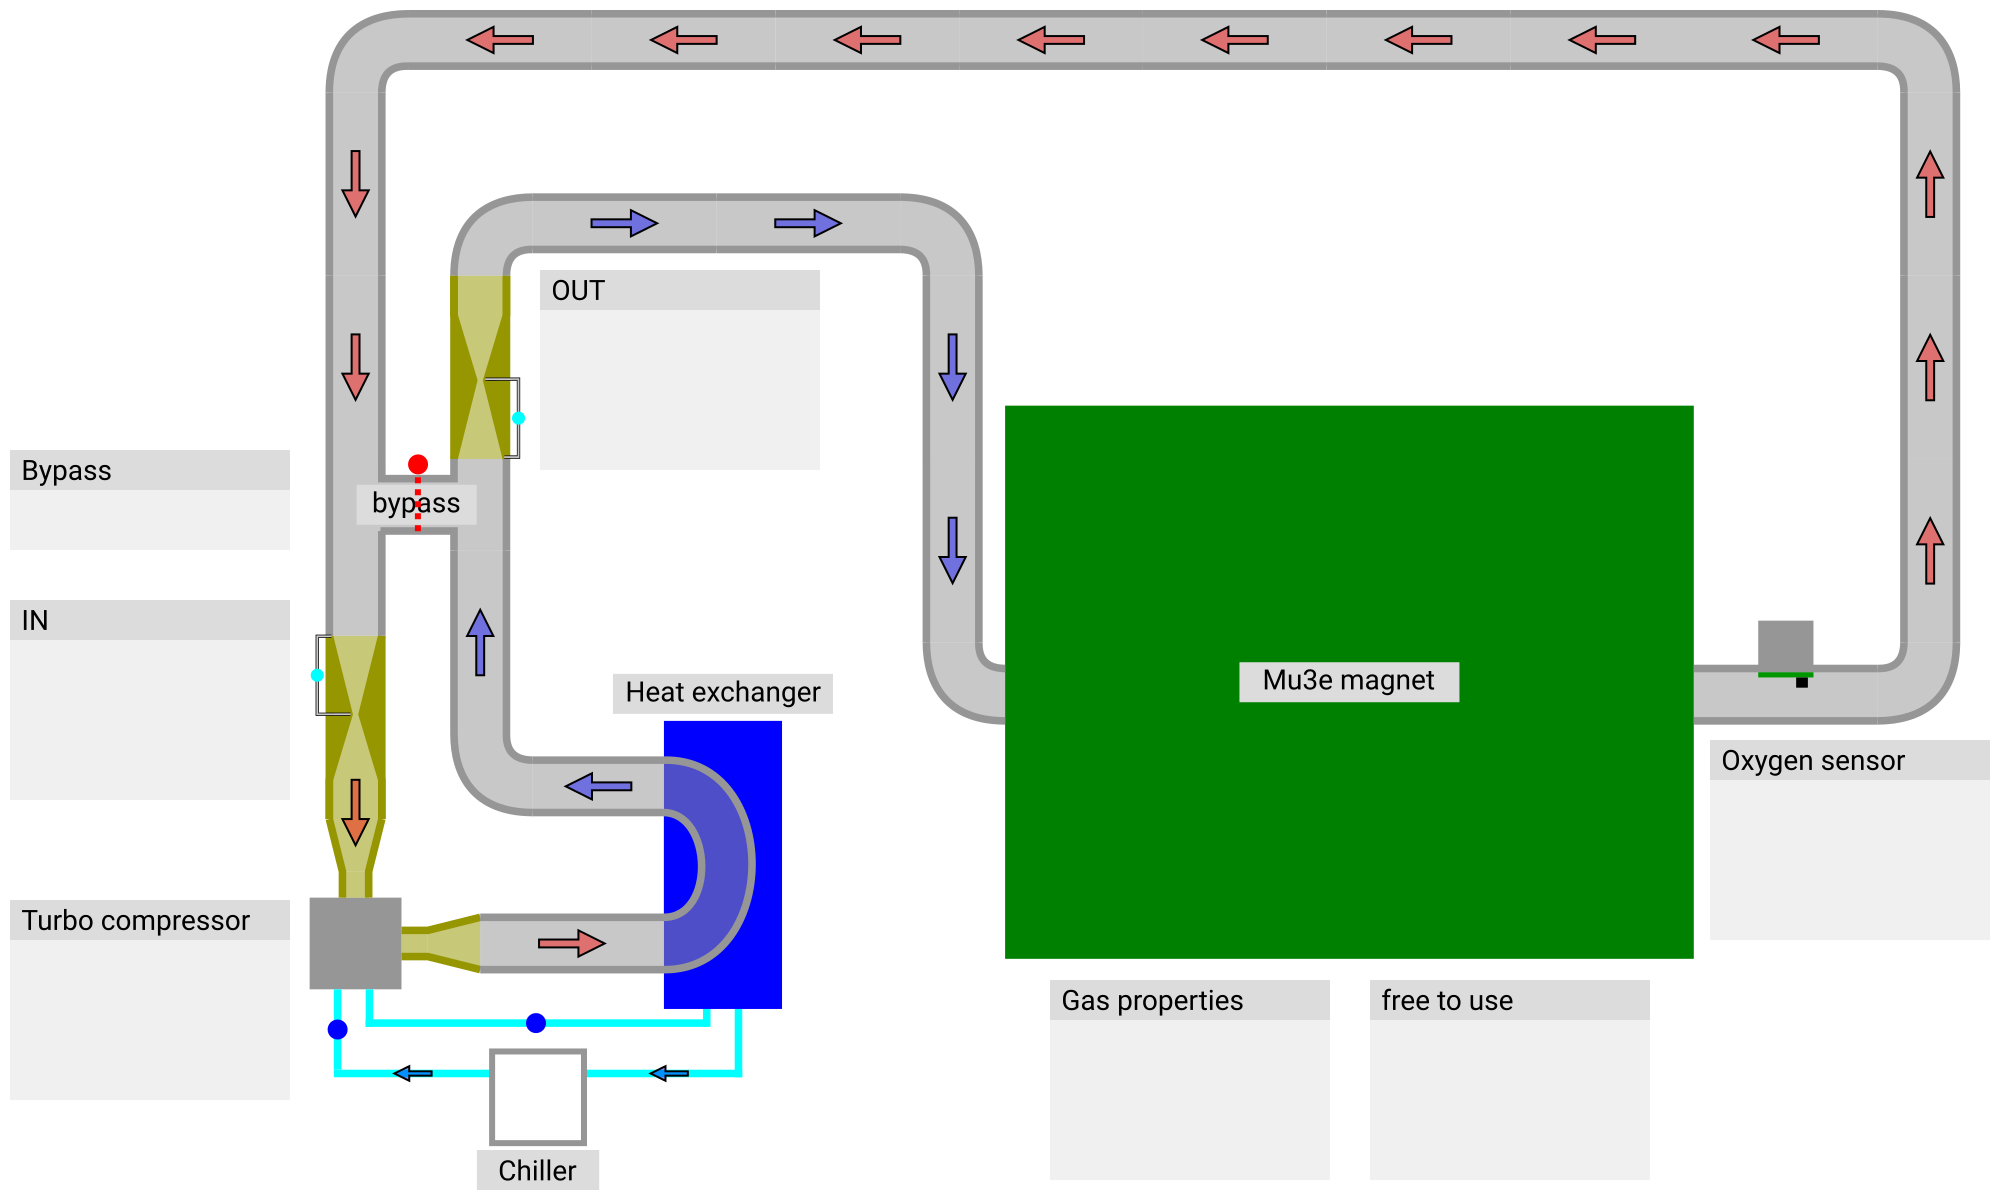 OUT
Bypass
bypass
IN
Heat exchanger
Mu3e magnet
Oxygen sensor
Turbo compressor
Gas properties
free to use
Chiller